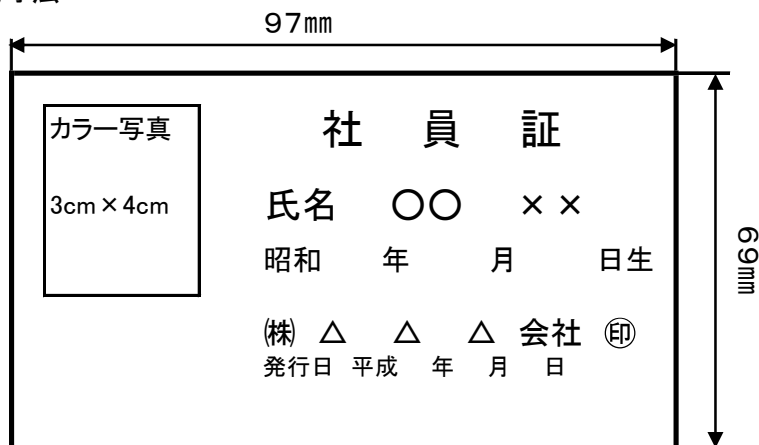 97㎜
カラー写真
3cm×4cm
社 員 証
氏名 ○○ ××
昭和 年 月 日生
㈱ △ △ △ 会社 ㊞
発行日 平成 年 月 日
69㎜